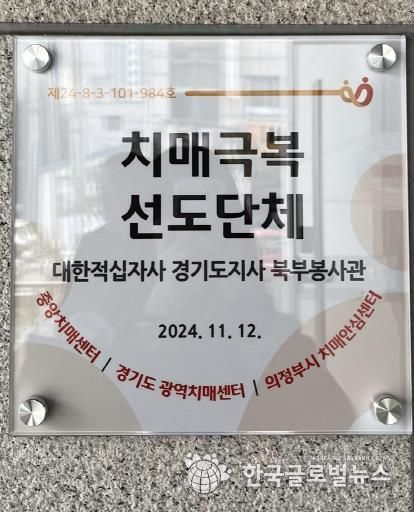 제24-8-3-101-984호
치매극복
선도단체
대한적십자사 경기도지사 북부봉사관
2024. 11. 12.
중앙치매센터 | 경기도 광역치매센터 | 의정부시 치매안심센터
한국글로벌뉴스